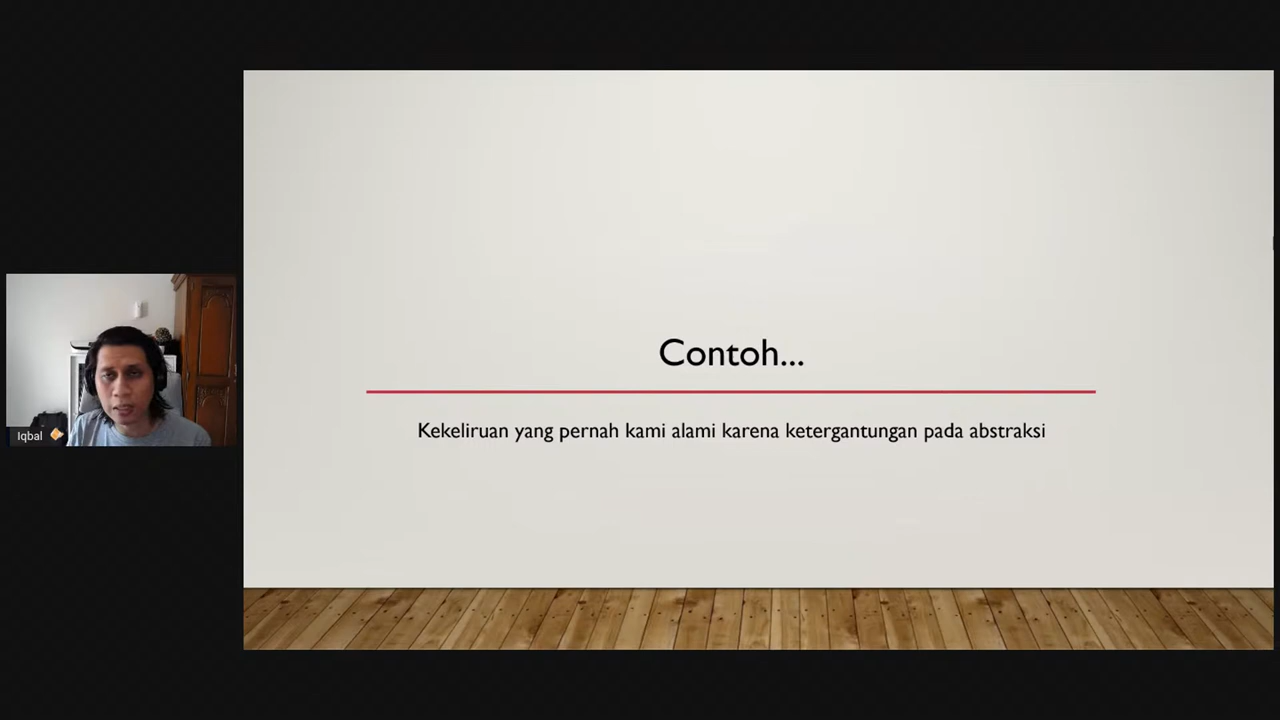 Contoh...
Kekeliruan yang pernah kami alami karena ketergantungan pada abstraksi
Iqbal